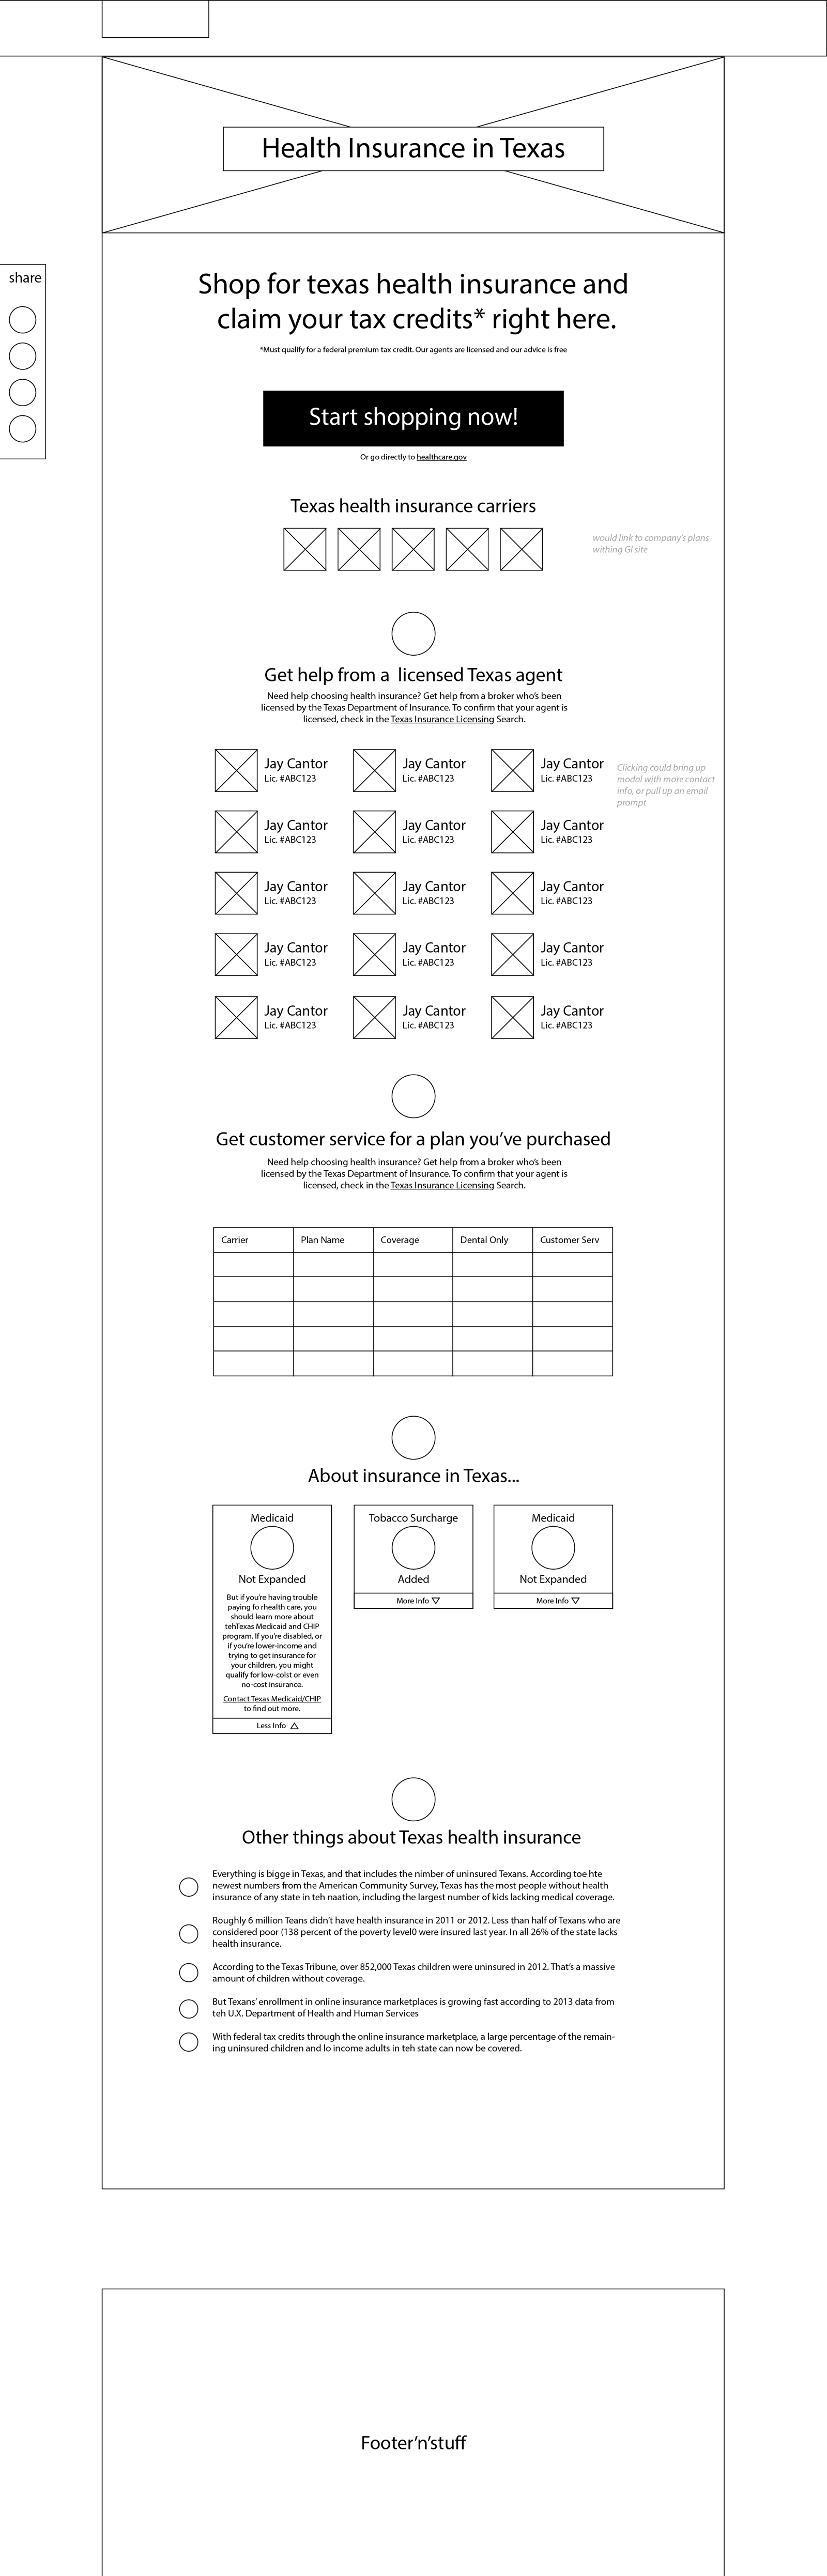 Health Insurance in Texas
share
Shop for texas health insurance and
claim your tax credits* right here.
*Must qualify for a federal premium tax credit. Our agents are licensed and our advice is free
Start shopping now!
Or go directly to healthcare.gov
Texas health insurance carriers
would link to company's plans
withing GI site
Get help from a licensed Texas agent
Need help choosing health insurance? Get help from a broker who's been
licensed by the Texas Department of Insurance. To confirm that your agent is
licensed, check in the Texas Insurance Licensing Search.
Jay Cantor Jay Cantor Jay Cantor
Lic. #ABC123 Lic. #ABC123 Lic. #ABC123
Clicking could bring up
modal with more contact
info, or pull up an email
prompt
Jay Cantor Jay Cantor Jay Cantor
Lic. #ABC123 Lic. #ABC123 Lic. #ABC123
Jay Cantor Jay Cantor Jay Cantor
Lic. #ABC123 Lic. #ABC123 Lic. #ABC123
Jay Cantor Jay Cantor Jay Cantor
Lic. #ABC123 Lic. #ABC123 Lic. #ABC123
Jay Cantor Jay Cantor Jay Cantor
Lic. #ABC123 Lic. #ABC123 Lic. #ABC123
Get customer service for a plan you've purchased
Need help choosing health insurance? Get help from a broker who's been
licensed by the Texas Department of Insurance. To confirm that your agent is
licensed, check in the Texas Insurance Licensing Search.
Carrier Plan Name Coverage Dental Only Customer Serv
About insurance in Texas...
Medicaid
Not Expanded
But if you're having trouble
paying fo rhealth care, you
should learn more about
tehTexas Medicaid and CHIP
program. If you're disabled, or
if you're lower-income and
trying to get insurance for
your children, you might
qualify for low-colst or even
no-cost insurance.
Contact Texas Medicaid/CHIP
to find out more.
Less Info
Tobacco Surcharge
Added
More Info
Medicaid
Not Expanded
More Info
Other things about Texas health insurance
Everything is bigge in Texas, and that includes the nimber of uninsured Texans. According toe hte
newest numbers from the American Community Survey, Texas has the most people without health
insurance of any state in teh naation, including the largest number of kids lacking medical coverage.
Roughly 6 million Teans didn't have health insurance in 2011 or 2012. Less than half of Texans who are
considered poor (138 percent of the poverty level0 were insured last year. In all 26% of the state lacks
health insurance.
According to the Texas Tribune, over 852,000 Texas children were uninsured in 2012. That's a massive
amount of children without coverage.
But Texans' enrollment in online insurance marketplaces is growing fast according to 2013 data from
teh U.X. Department of Health and Human Services
With federal tax credits through the online insurance marketplace, a large percentage of the remain-
ing uninsured children and lo income adults in teh state can now be covered.
Footer'n'stuff